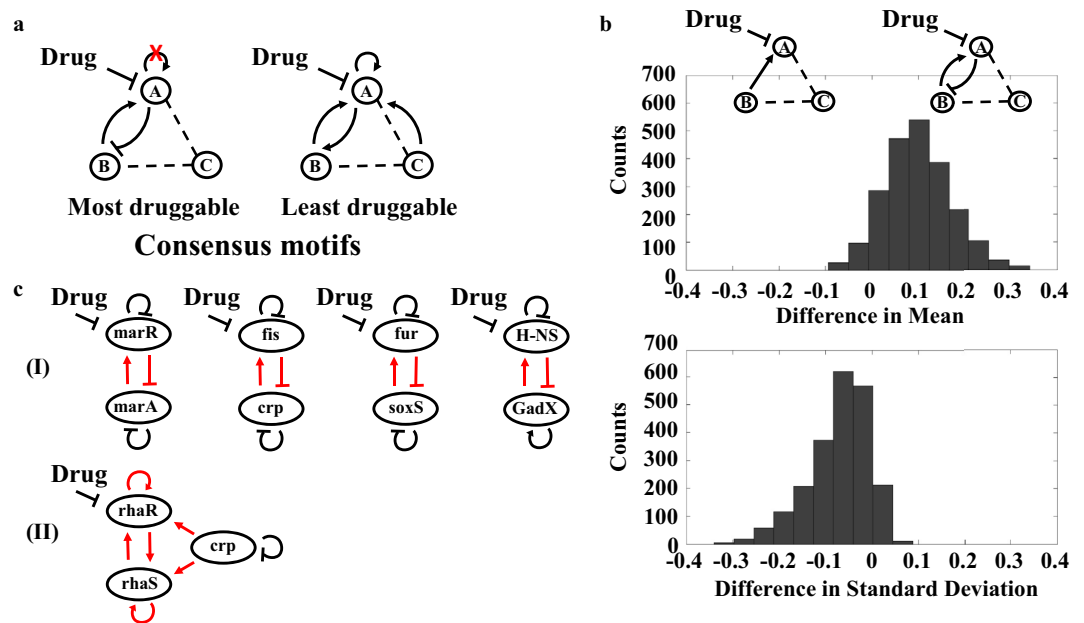 a
Drug
X
A
B
C
Most druggable
Drug
A
B
C
Least druggable
Consensus motifs
b
Drug
A
B
C
Drug
A
B
C
700
600
500
400
300
200
100
0
Counts
-0.4 -0.3 -0.2 -0.1 0 0.1 0.2 0.3 0.4
Difference in Mean
700
600
500
400
300
200
100
0
Counts
-0.4 -0.3 -0.2 -0.1 0 0.1 0.2 0.3 0.4
Difference in Standard Deviation
c
(I)
Drug
marR
marA
Drug
fis
crp
Drug
fur
soxS
Drug
H-NS
GadX
(II)
Drug
rhaR
crp
rhaS